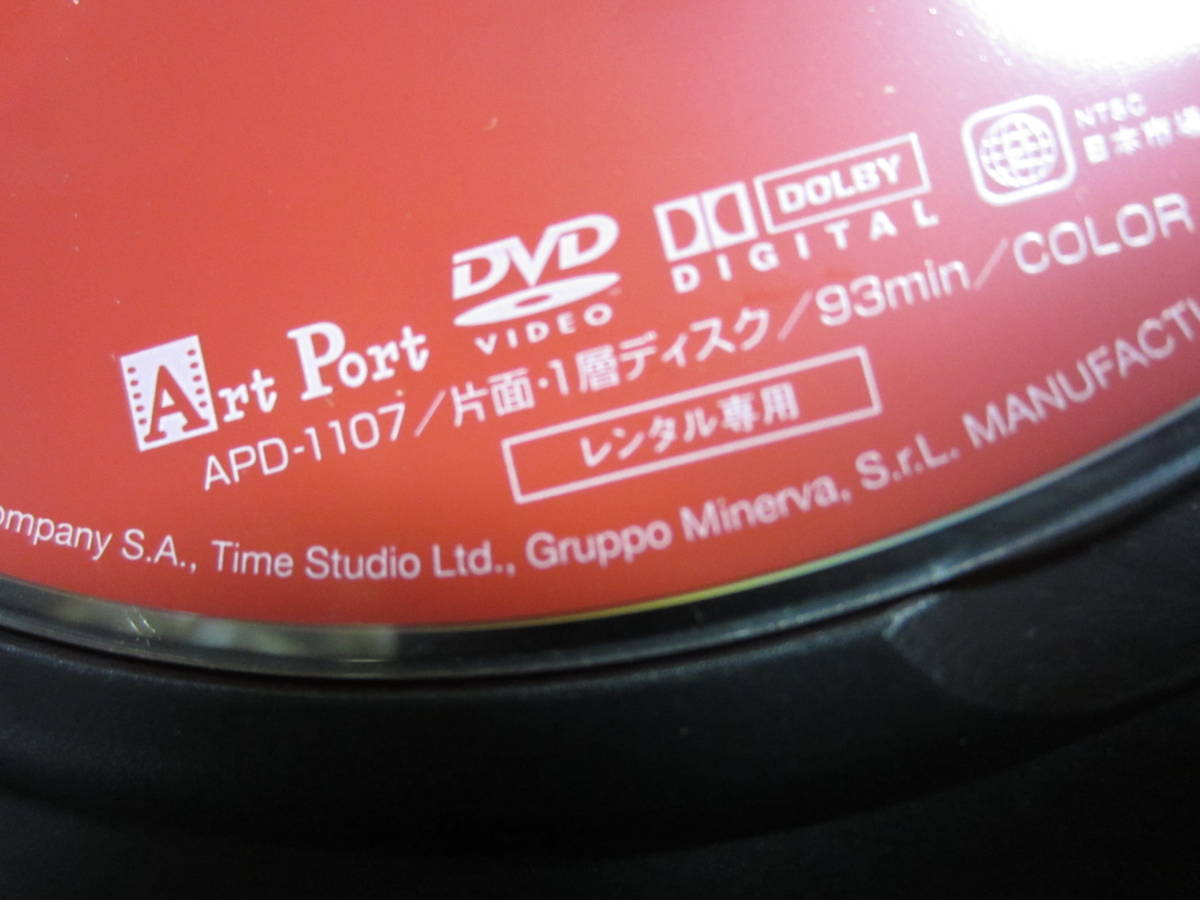 NTSC
日本市場
DOLBY
DIGITAL
DVD
VIDEO
Art Port
APD-1107/片面・1層ディスク/93min/COLOR
レンタル専用
ompany S.A., Time Studio Ltd., Gruppo Minerva, S.r.L. MANUFACT